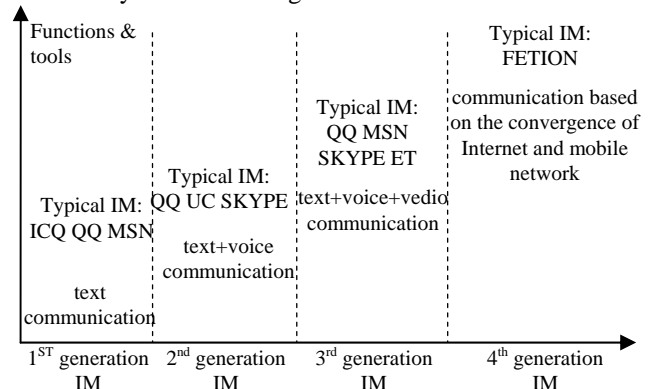 Functions &
tools
Typical IM:
ICQ QQ MSN
text
communication
Typical IM:
QQ UC SKYPE
text+voice
communication
Typical IM:
QQ MSN
SKYPE ET
text+voice+vedio
communication
Typical IM:
FETION
communication based
on the convergence of
Internet and mobile
network
1ST generation
IM
2nd generation
IM
3rd generation
IM
4th generation
IM